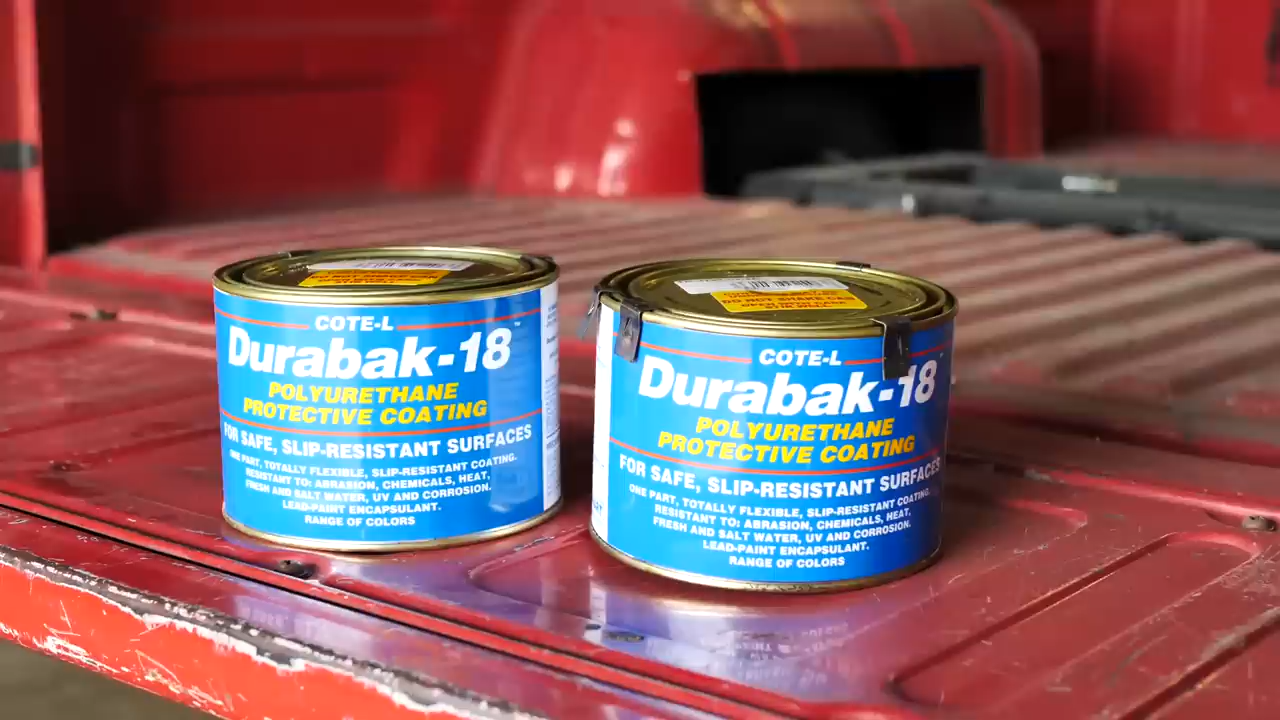 COTE-L
Durabak-18™
POLYURETHANE
PROTECTIVE COATING
FOR SAFE, SLIP-RESISTANT SURFACES
ONE PART, TOTALLY FLEXIBLE, SLIP-RESISTANT COATING.
RESISTANT TO: ABRASION, CHEMICALS, HEAT,
FRESH AND SALT WATER, UV AND CORROSION.
LEAD-PAINT ENCAPSULANT.
RANGE OF COLORS
DO NOT SHAKE CAN
COTE-L
Durabak-18
POLYURETHANE
PROTECTIVE COATING
FOR SAFE, SLIP-RESISTANT SURFACES
ONE PART, TOTALLY FLEXIBLE, SLIP-RESISTANT COATING.
RESISTANT TO: ABRASION, CHEMICALS, HEAT,
FRESH AND SALT WATER, UV AND CORROSION.
LEAD-PAINT ENCAPSULANT.
RANGE OF COLORS